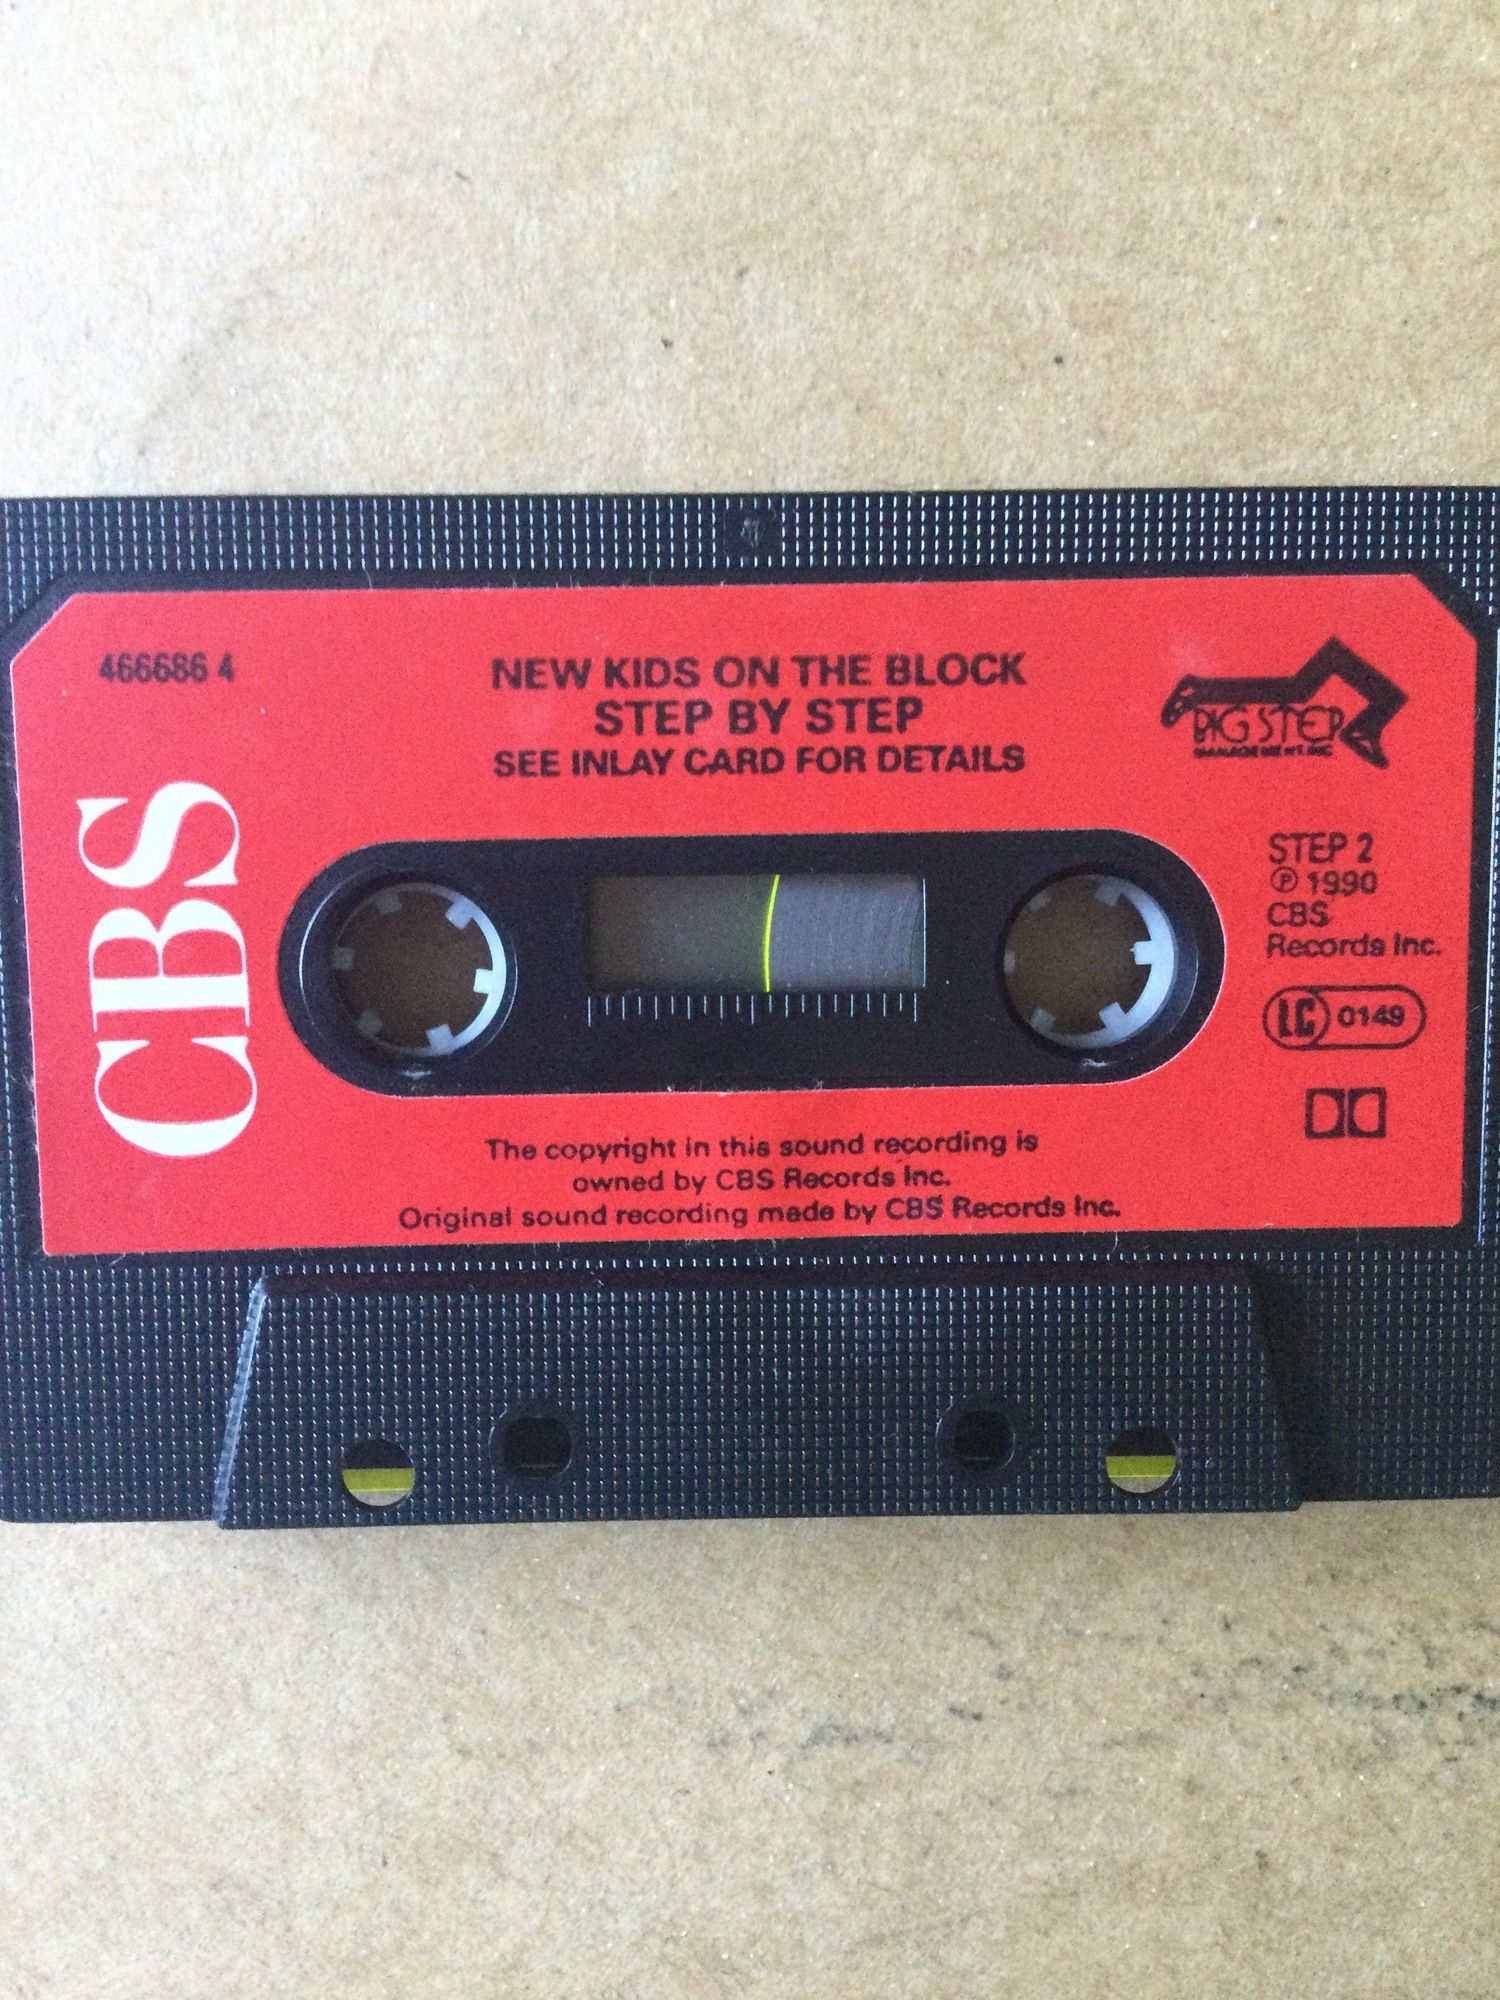 466686 4
NEW KIDS ON THE BLOCK
STEP BY STEP
SEE INLAY CARD FOR DETAILS
BIG STEP
MANAGEMENT INC
CBS
STEP 2
℗ 1990
CBS
Records Inc.
LC 0149
The copyright in this sound recording is
owned by CBS Records Inc.
Original sound recording made by CBS Records Inc.